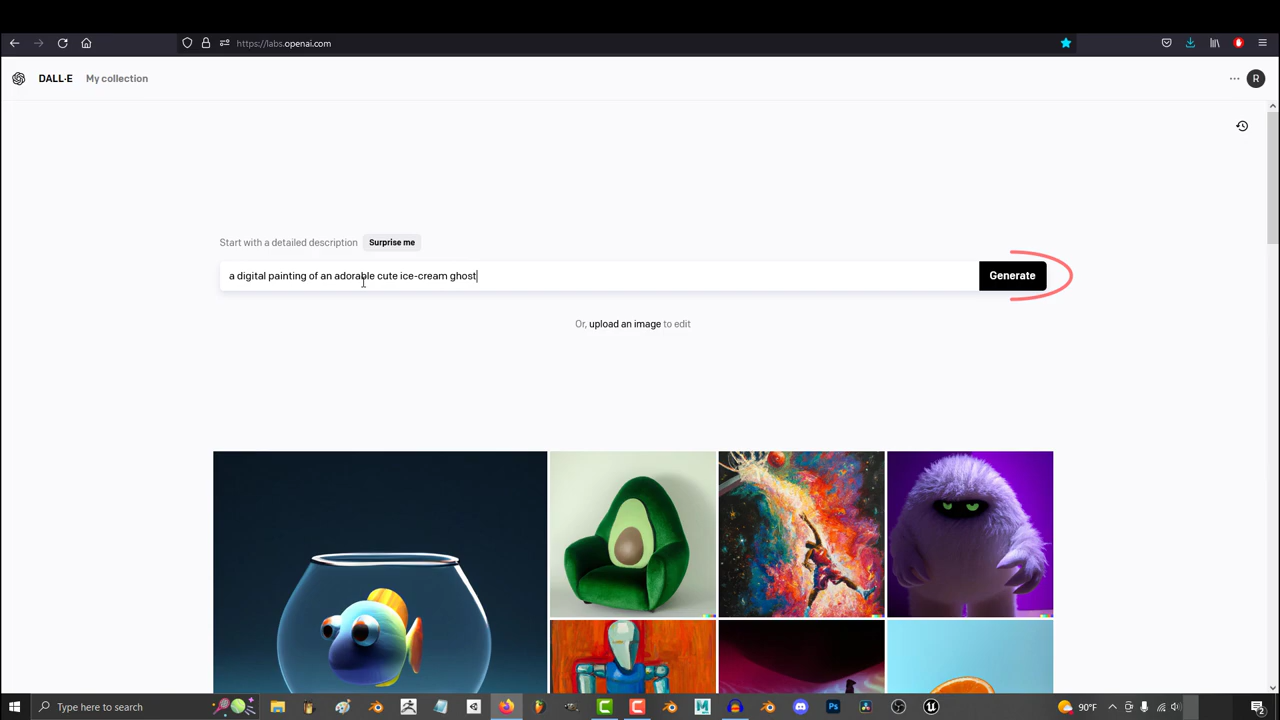 https://labs.openai.com
DALL·E My collection
R
Start with a detailed description Surprise me
a digital painting of an adorable cute ice-cream ghost
Generate
Or, upload an image to edit
Type here to search
90°F
2